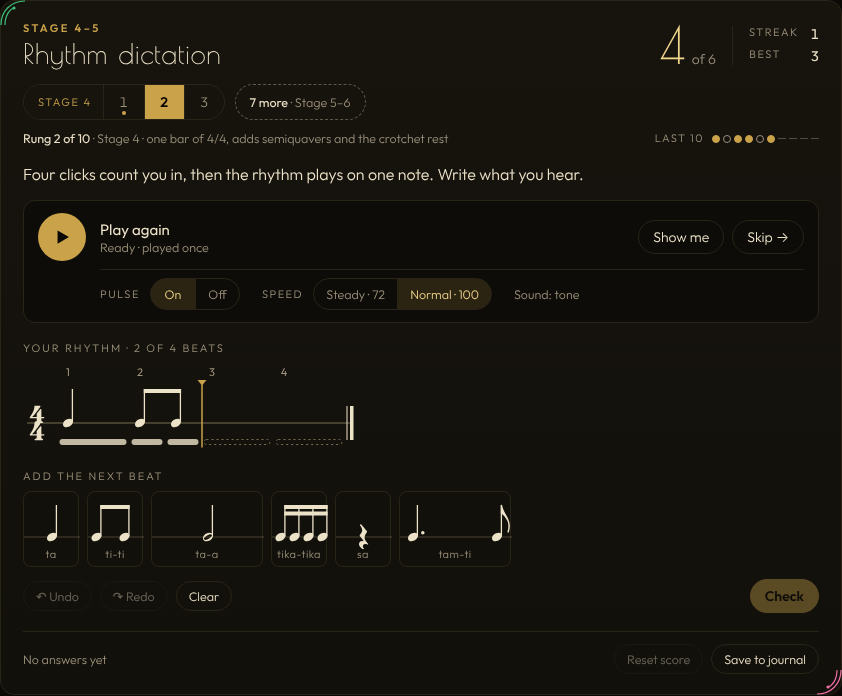 STAGE 4–5
Rhythm dictation
4 of 6
STREAK 1
BEST 3
STAGE 4 1 2 3 7 more · Stage 5–6
Rung 2 of 10 · Stage 4 · one bar of 4/4, adds semiquavers and the crotchet rest
LAST 10
Four clicks count you in, then the rhythm plays on one note. Write what you hear.
Play again
Ready · played once
Show me Skip →
PULSE On Off SPEED Steady · 72 Normal · 100 Sound: tone
YOUR RHYTHM · 2 OF 4 BEATS
1 2 3 4
4
4
ADD THE NEXT BEAT
ta ti-ti ta-a tika-tika sa tam-ti
↶ Undo ↷ Redo Clear Check
No answers yet Reset score Save to journal